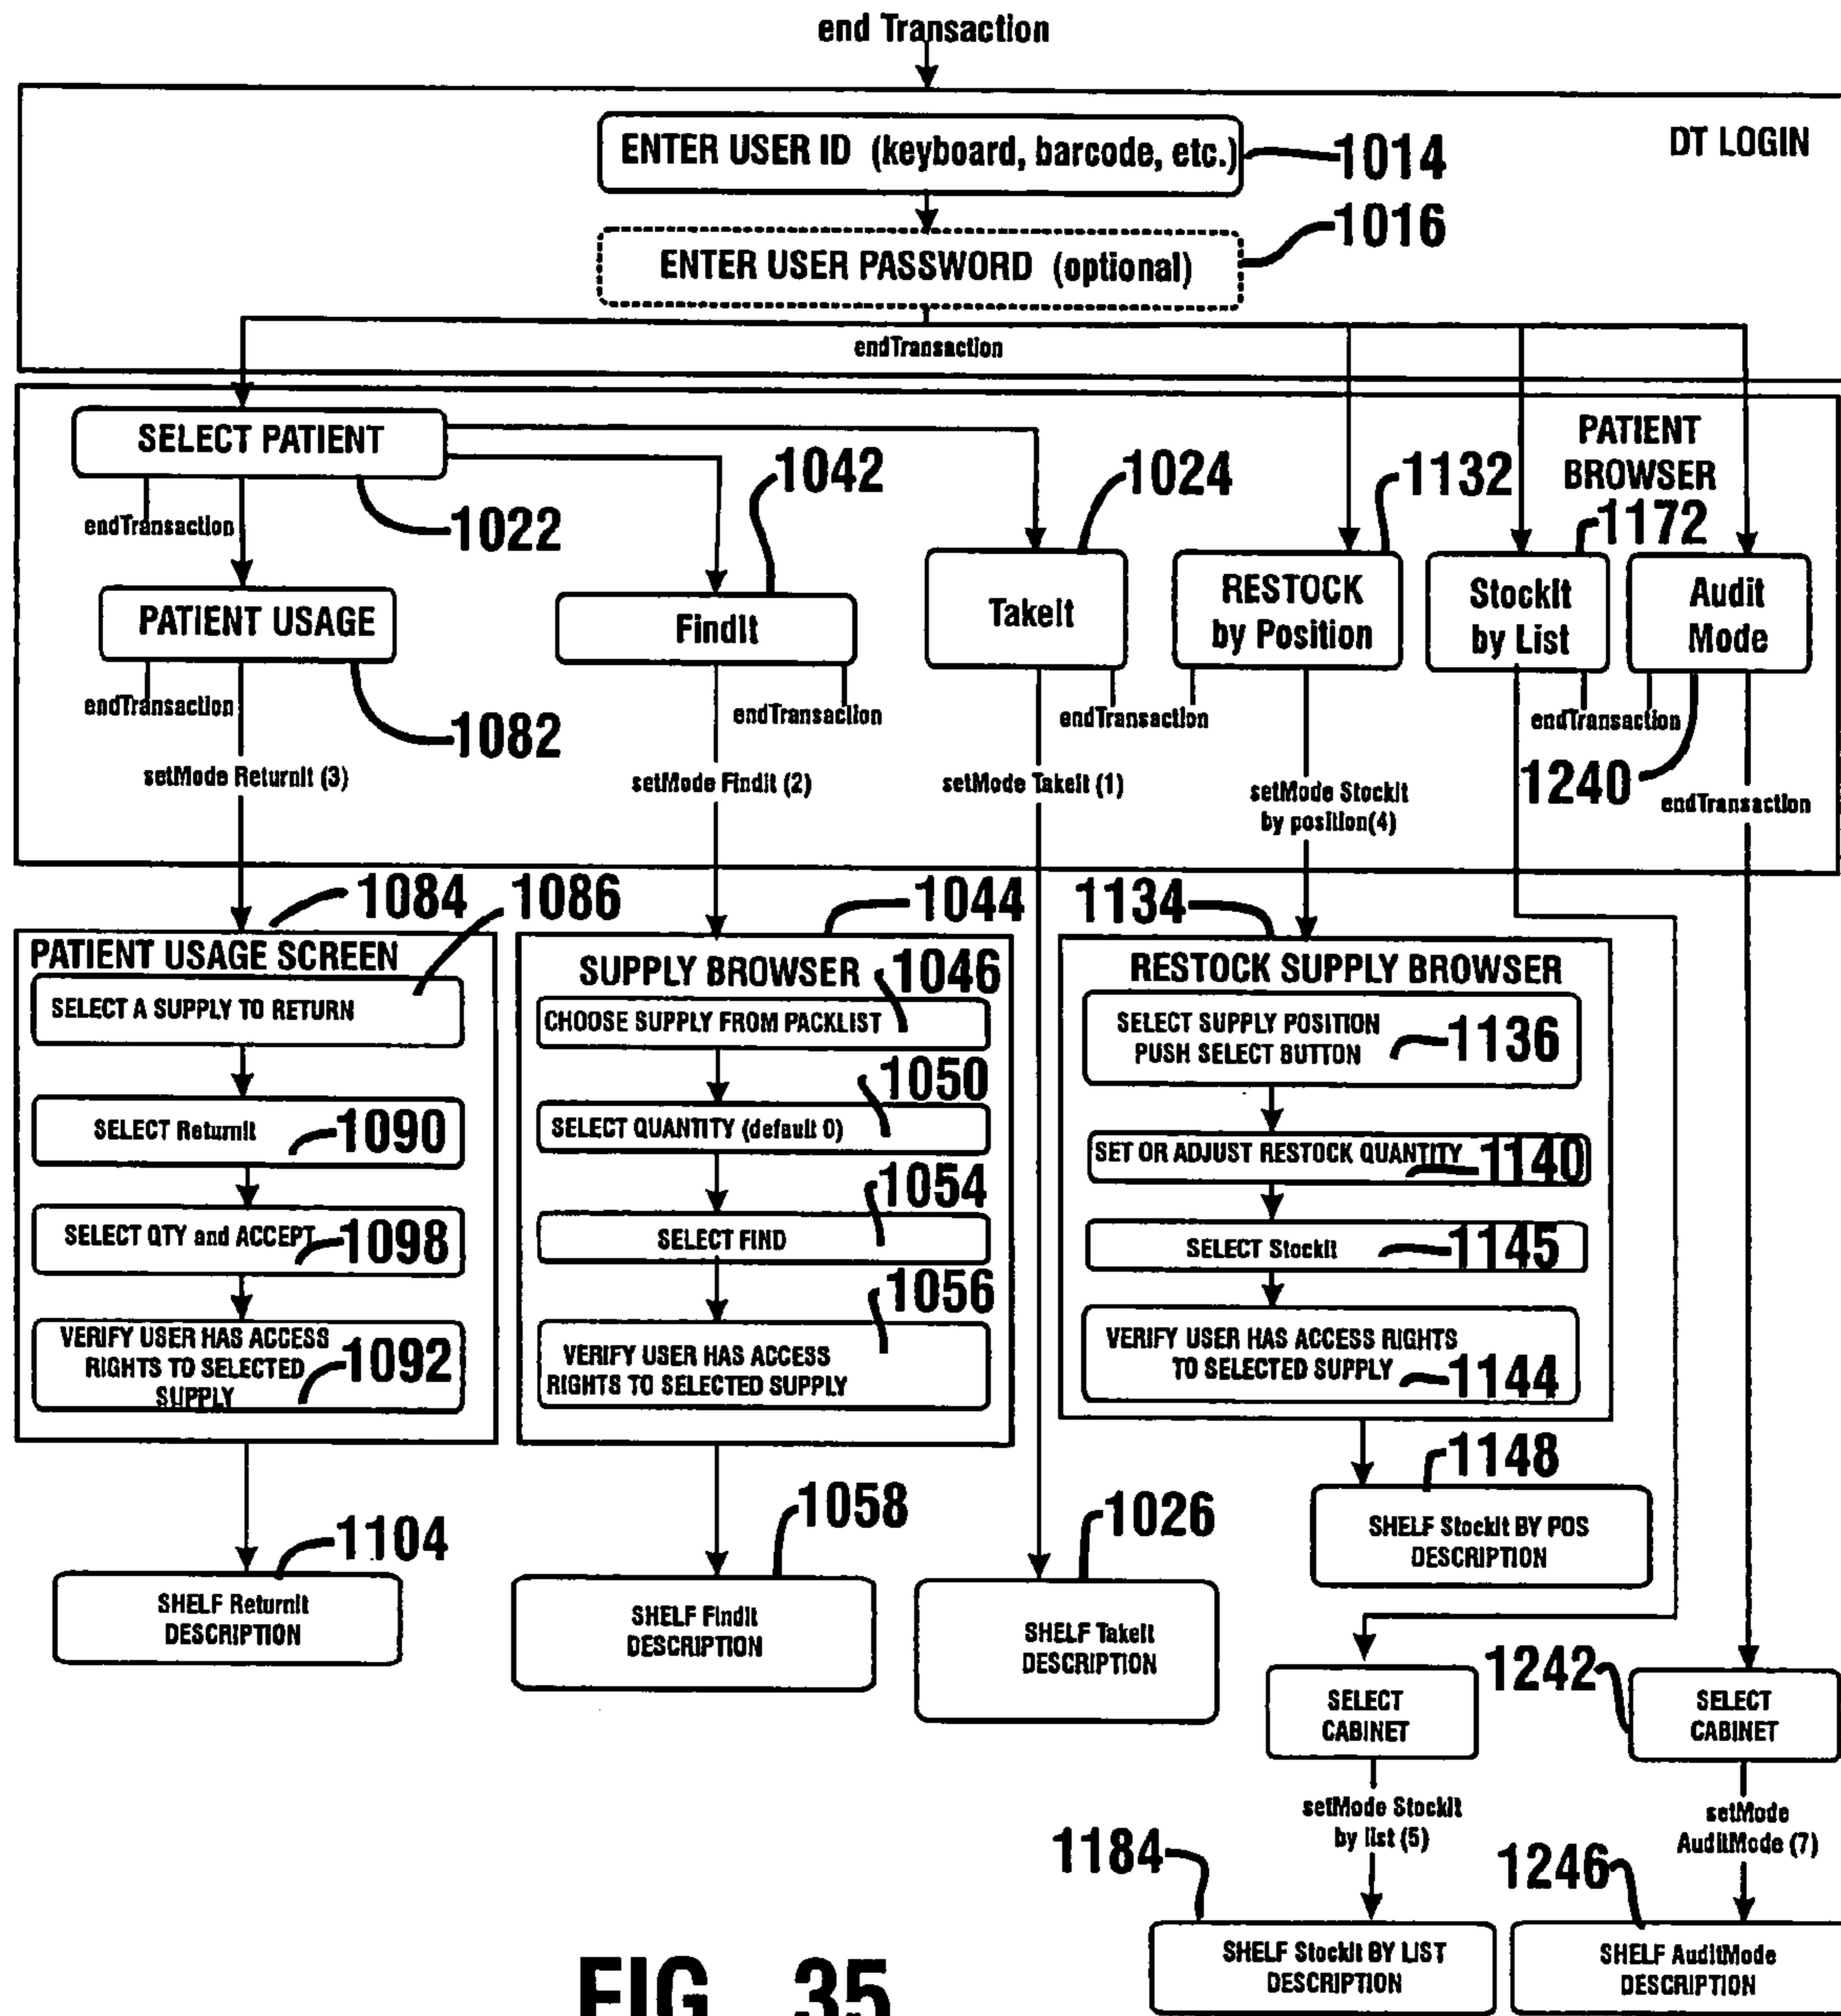 end Transaction
DT LOGIN
ENTER USER ID (keyboard, barcode, etc.)
1014
ENTER USER PASSWORD (optional)
1016
endTransaction
PATIENT
BROWSER
SELECT PATIENT
1022
endTransaction
1042
1024
1132
1172
PATIENT USAGE
FindIt
TakeIt
RESTOCK
by Position
StockIt
by List
Audit
Mode
endTransaction
1082
endTransaction
endTransaction
endTransaction
1240
endTransaction
setMode ReturnIt (3)
setMode FindIt (2)
setMode TakeIt (1)
setMode StockIt
by position(4)
1084
1086
1044
1134
PATIENT USAGE SCREEN
SELECT A SUPPLY TO RETURN
SELECT ReturnIt
1090
SELECT QTY and ACCEPT
1098
VERIFY USER HAS ACCESS
RIGHTS TO SELECTED
SUPPLY
1092
SUPPLY BROWSER
1046
CHOOSE SUPPLY FROM PACKLIST
1050
SELECT QUANTITY (default 0)
1054
SELECT FIND
1056
VERIFY USER HAS ACCESS
RIGHTS TO SELECTED SUPPLY
RESTOCK SUPPLY BROWSER
SELECT SUPPLY POSITION
PUSH SELECT BUTTON
1136
SET OR ADJUST RESTOCK QUANTITY
1140
SELECT StockIt
1145
VERIFY USER HAS ACCESS RIGHTS
TO SELECTED SUPPLY
1144
1104
SHELF ReturnIt
DESCRIPTION
1058
SHELF FindIt
DESCRIPTION
1026
SHELF TakeIt
DESCRIPTION
1148
SHELF StockIt BY POS
DESCRIPTION
SELECT
CABINET
1242
SELECT
CABINET
setMode StockIt
by list (5)
setMode
AuditMode (7)
1184
SHELF StockIt BY LIST
DESCRIPTION
1246
SHELF AuditMode
DESCRIPTION
FIG. 35